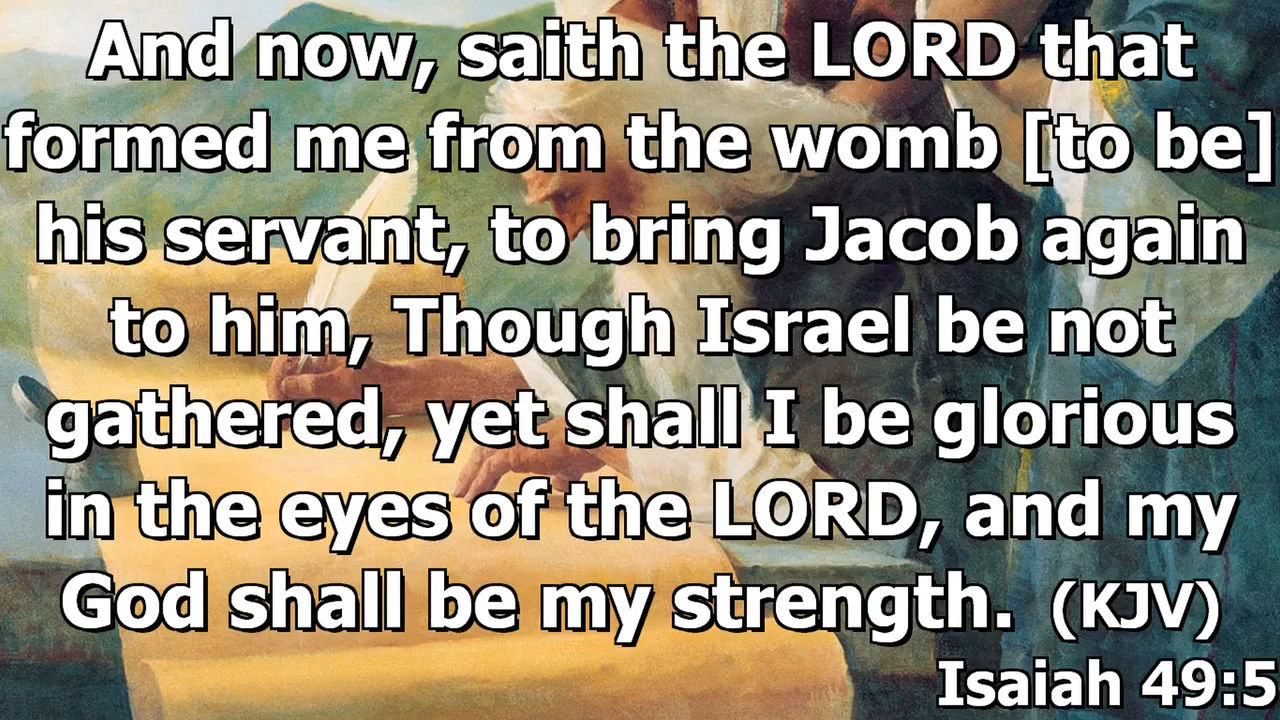 And now, saith the LORD that
formed me from the womb [to be]
his servant, to bring Jacob again
to him, Though Israel be not
gathered, yet shall I be glorious
in the eyes of the LORD, and my
God shall be my strength. (KJV)
Isaiah 49:5